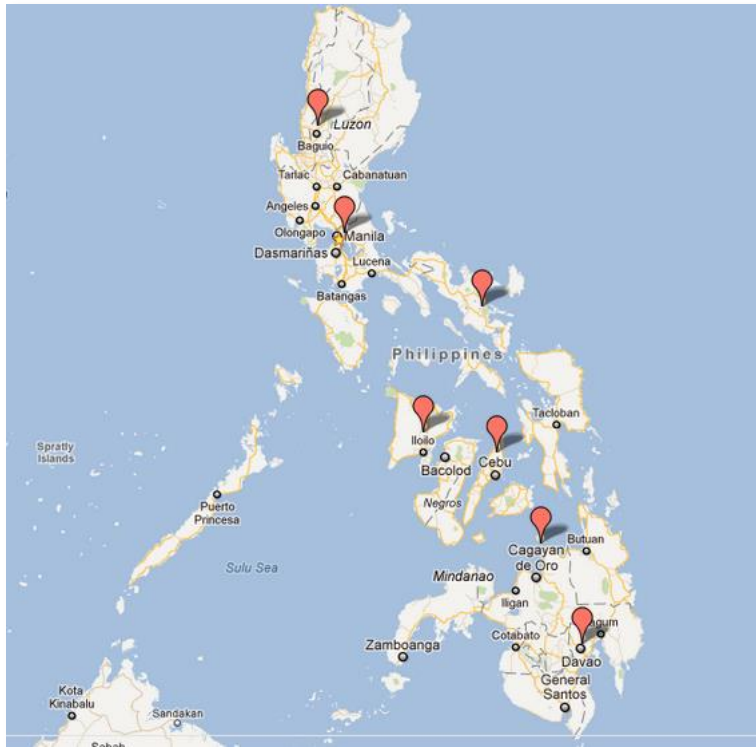 Luzon
Baguio
Tarlac
Cabanatuan
Angeles
Olongapo
Manila
Dasmariñas
Lucena
Batangas
Philippines
Tacloban
Iloilo
Bacolod
Cebu
Spratly
Islands
Puerto
Princesa
Negros
Sulu Sea
Cagayan
de Oro
Butuan
Mindanao
Iligan
Cotabato
Zamboanga
Davao
General
Santos
Kota
Kinabalu
Sandakan